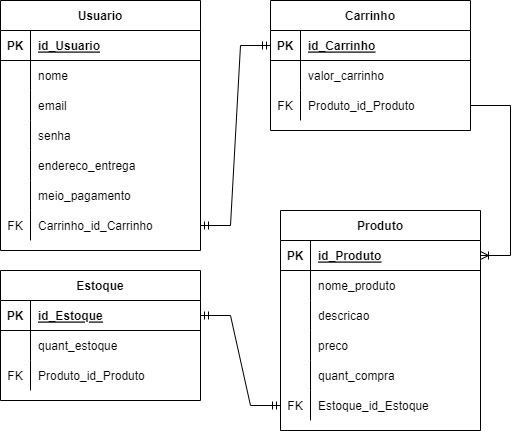 Usuario
PK id_Usuario
nome
email
senha
endereco_entrega
meio_pagamento
FK Carrinho_id_Carrinho
Carrinho
PK id_Carrinho
valor_carrinho
FK Produto_id_Produto
Estoque
PK id_Estoque
quant_estoque
FK Produto_id_Produto
Produto
PK id_Produto
nome_produto
descricao
preco
quant_compra
FK Estoque_id_Estoque